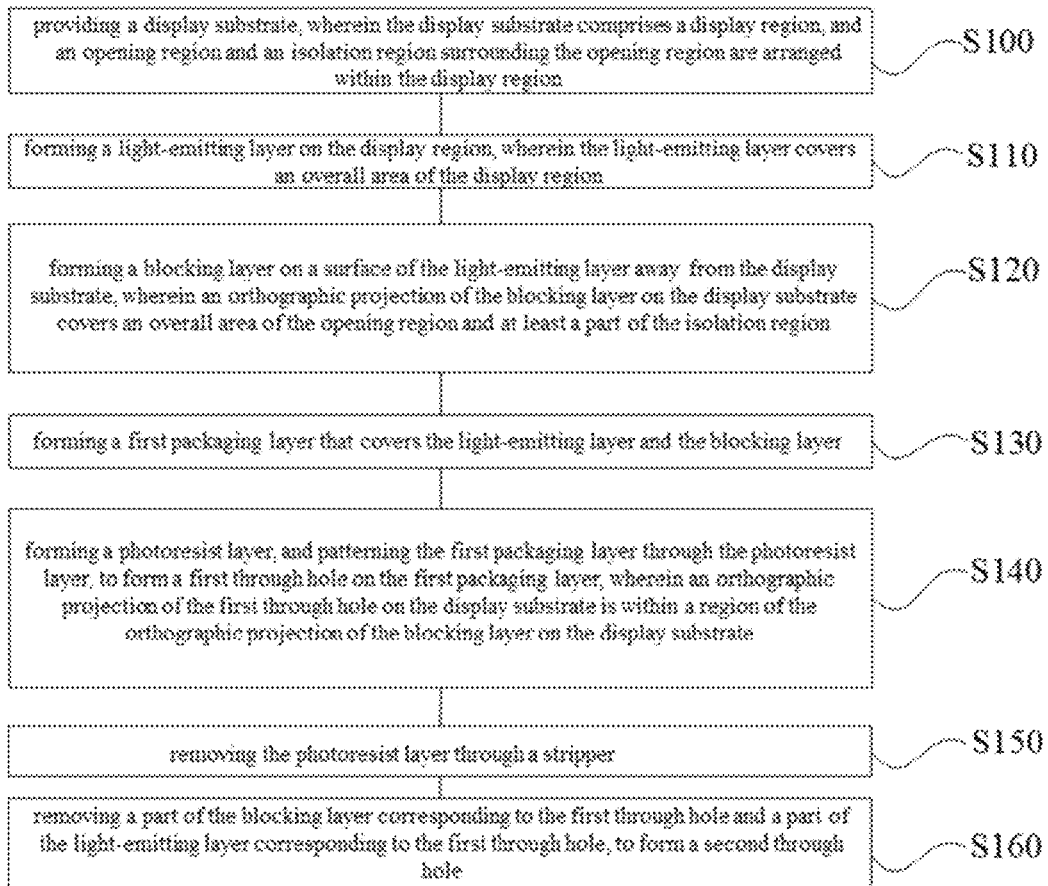 providing a display substrate, wherein the display substrate comprises a display region, and
an opening region and an isolation region surrounding the opening region are arranged
within the display region
S100
forming a light-emitting layer on the display region, wherein the light-emitting layer covers
an overall area of the display region
S110
forming a blocking layer on a surface of the light-emitting layer away from the display
substrate, wherein an orthographic projection of the blocking layer on the display substrate
covers an overall area of the opening region and at least a part of the isolation region
S120
forming a first packaging layer that covers the light-emitting layer and the blocking layer
S130
forming a photoresist layer, and patterning the first packaging layer through the photoresist
layer, to form a first through hole on the first packaging layer, wherein an orthographic
projection of the first through hole on the display substrate is within a region of the
orthographic projection of the blocking layer on the display substrate
S140
removing the photoresist layer through a stripper
S150
removing a part of the blocking layer corresponding to the first through hole and a part of
the light-emitting layer corresponding to the first through hole, to form a second through
hole
S160